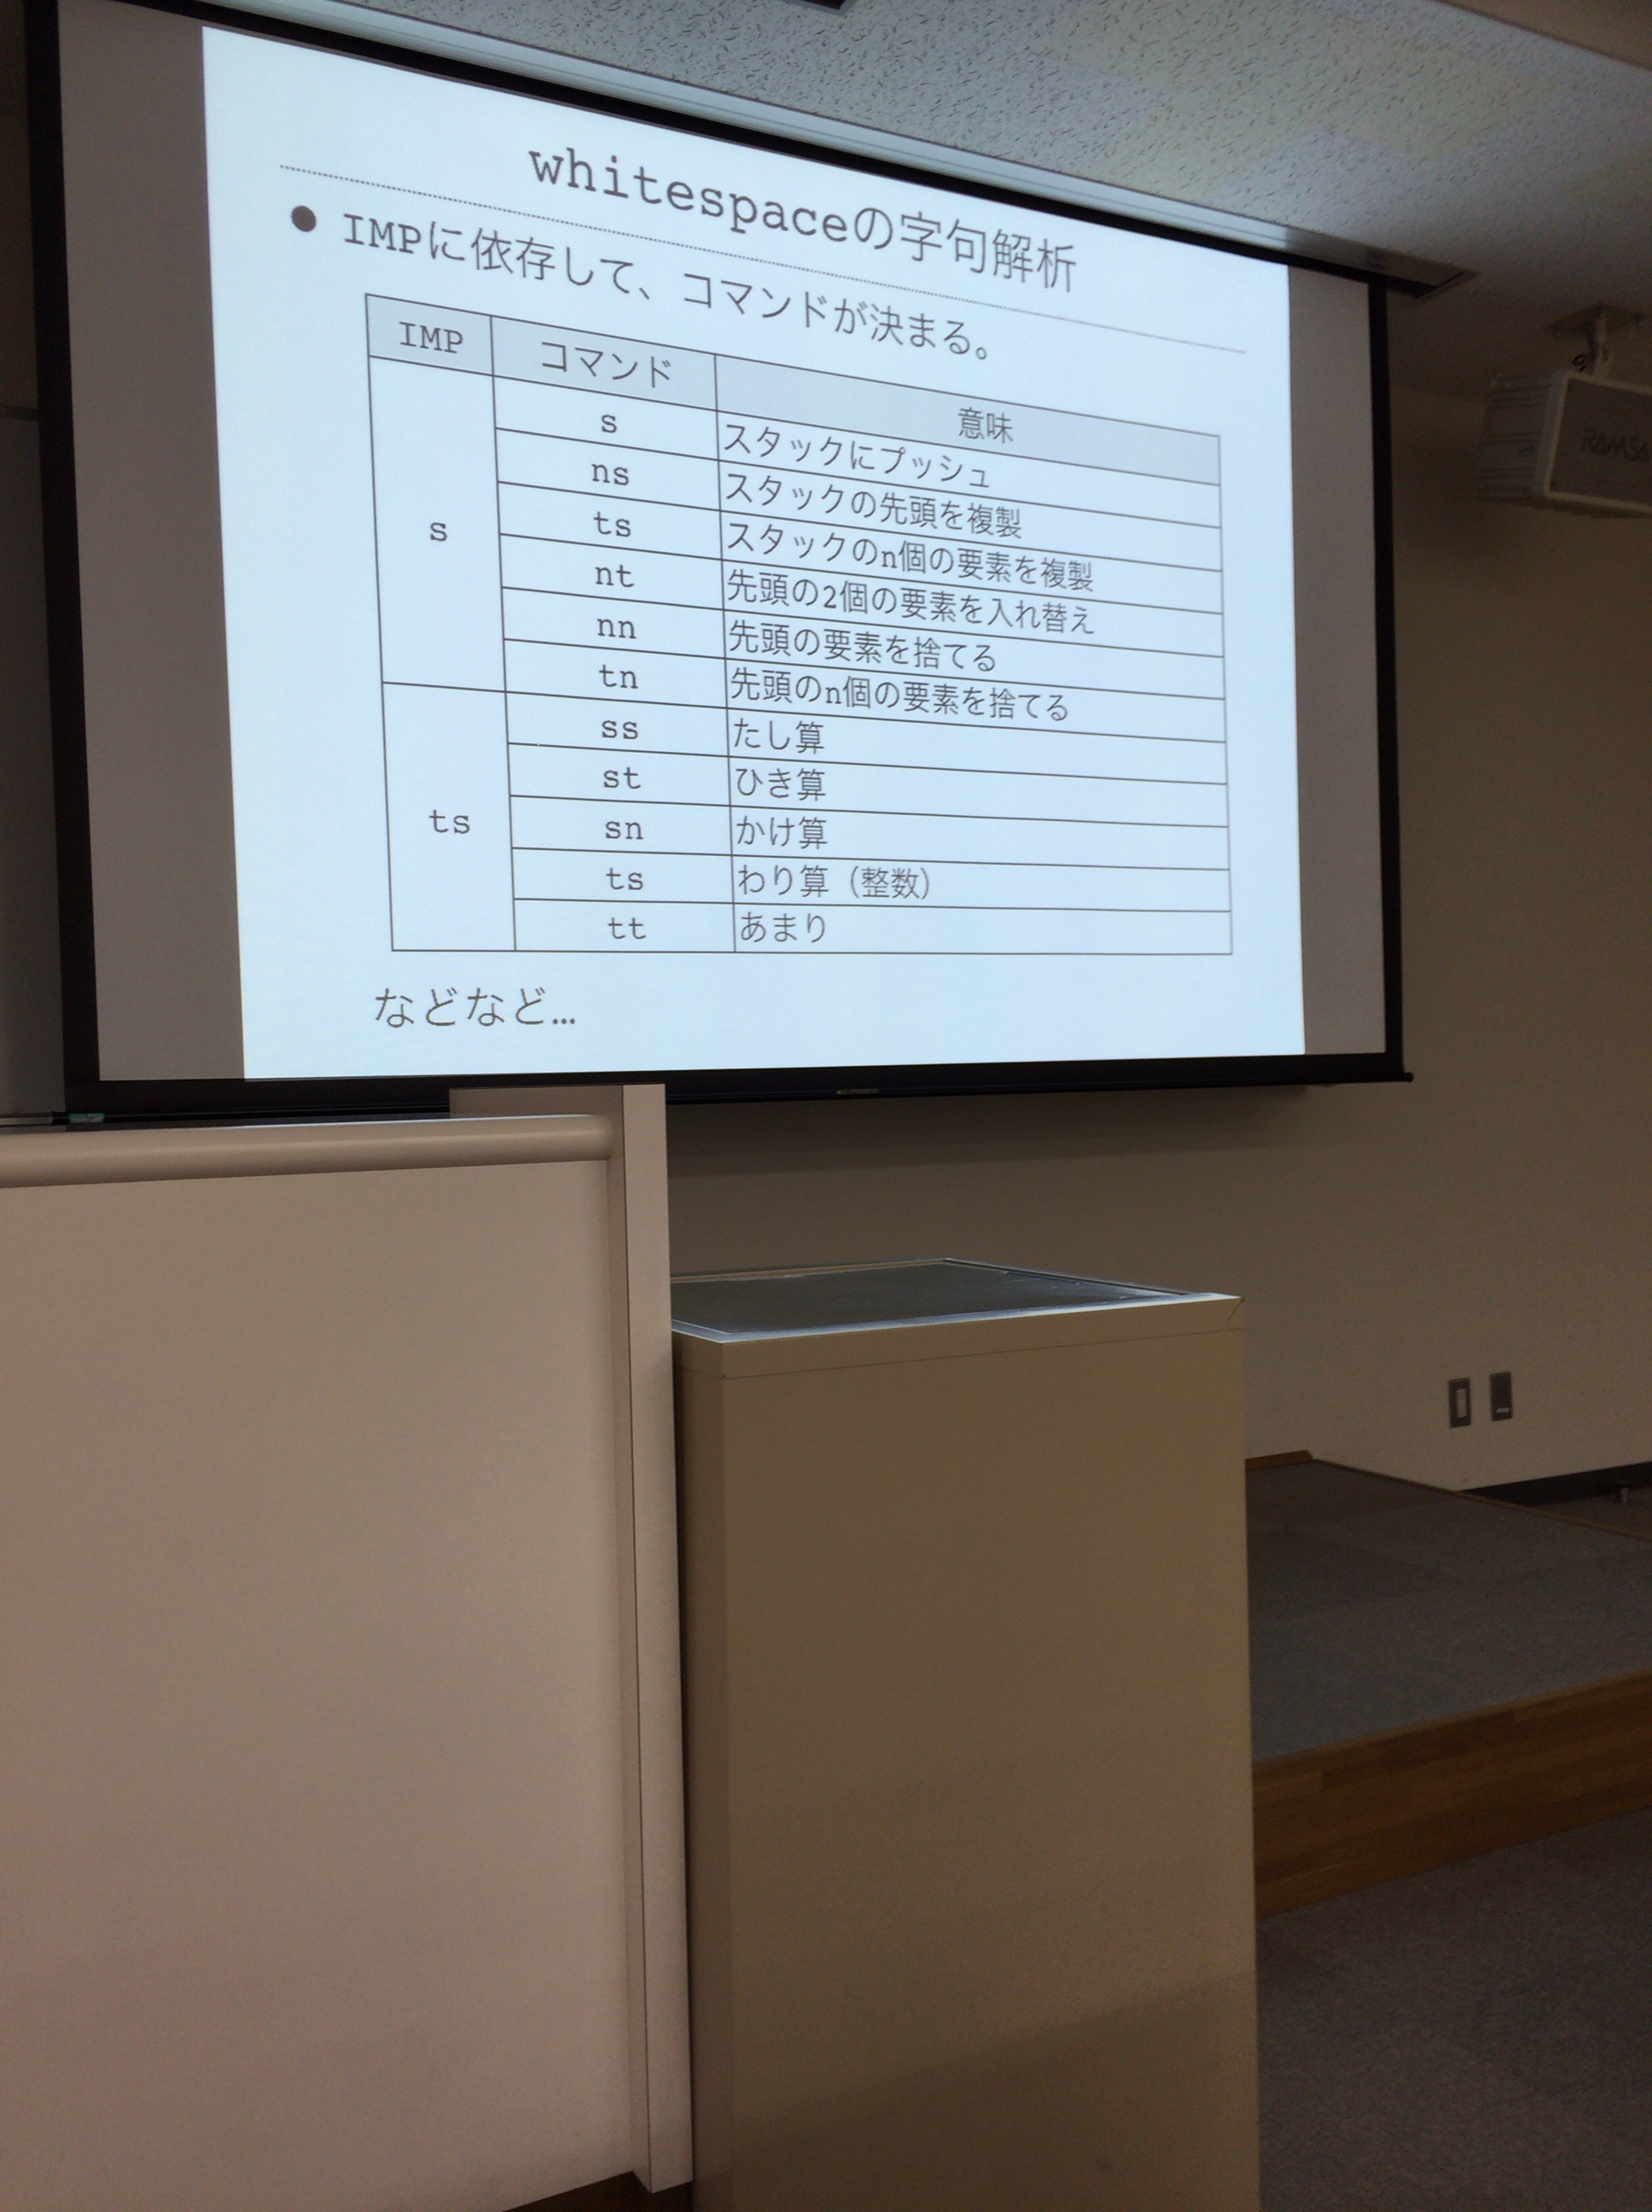 whitespaceの字句解析
● IMPに依存して、コマンドが決まる。
IMP コマンド 意味
s s スタックにプッシュ
ns スタックの先頭を複製
ts スタックのn個の要素を複製
nt 先頭の2個の要素を入れ替え
nn 先頭の要素を捨てる
tn 先頭のn個の要素を捨てる
ts ss たし算
st ひき算
sn かけ算
ts わり算（整数）
tt あまり
などなど…